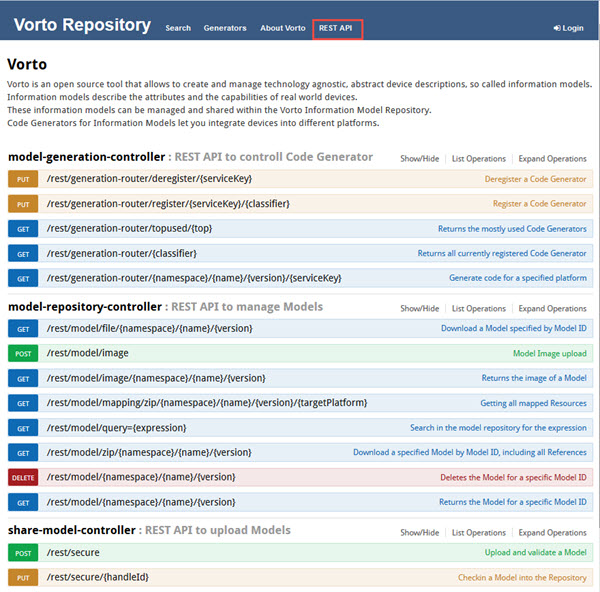 Vorto Repository Search Generators About Vorto REST API Login
Vorto
Vorto is an open source tool that allows to create and manage technology agnostic, abstract device descriptions, so called information models.
Information models describe the attributes and the capabilities of real world devices.
These information models can be managed and shared within the Vorto Information Model Repository.
Code Generators for Information Models let you integrate devices into different platforms.
model-generation-controller : REST API to controll Code Generator Show/Hide List Operations Expand Operations
PUT /rest/generation-router/deregister/{serviceKey} Deregister a Code Generator
PUT /rest/generation-router/register/{serviceKey}/{classifier} Register a Code Generator
GET /rest/generation-router/topused/{top} Returns the mostly used Code Generators
GET /rest/generation-router/{classifier} Returns all currently registered Code Generator
GET /rest/generation-router/{namespace}/{name}/{version}/{serviceKey} Generate code for a specified platform
model-repository-controller : REST API to manage Models Show/Hide List Operations Expand Operations
GET /rest/model/file/{namespace}/{name}/{version} Download a Model specified by Model ID
POST /rest/model/image Model Image upload
GET /rest/model/image/{namespace}/{name}/{version} Returns the image of a Model
GET /rest/model/mapping/zip/{namespace}/{name}/{version}/{targetPlatform} Getting all mapped Resources
GET /rest/model/query={expression} Search in the model repository for the expression
GET /rest/model/zip/{namespace}/{name}/{version} Download a specified Model by Model ID, including all References
DELETE /rest/model/{namespace}/{name}/{version} Deletes the Model for a specific Model ID
GET /rest/model/{namespace}/{name}/{version} Returns the Model for a specific Model ID
share-model-controller : REST API to upload Models Show/Hide List Operations Expand Operations
POST /rest/secure Upload and validate a Model
PUT /rest/secure/{handleId} Checkin a Model into the Repository